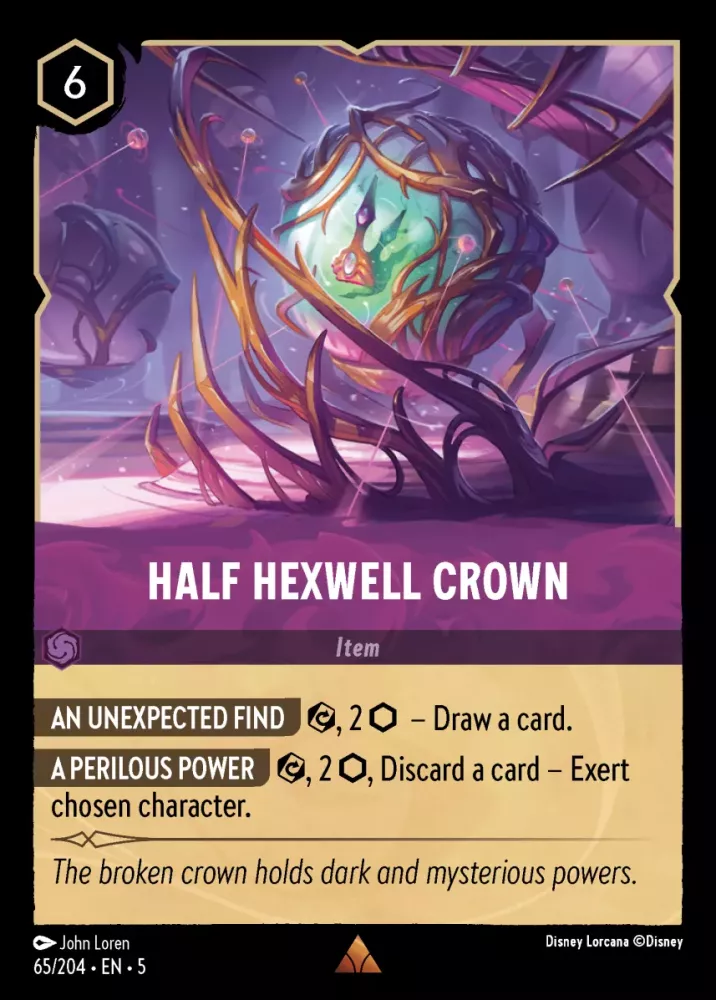 6
HALF HEXWELL CROWN
Item
AN UNEXPECTED FIND , 2 – Draw a card.
A PERILOUS POWER , 2 , Discard a card – Exert
chosen character.
The broken crown holds dark and mysterious powers.
John Loren
Disney Lorcana ©Disney
65/204 • EN • 5